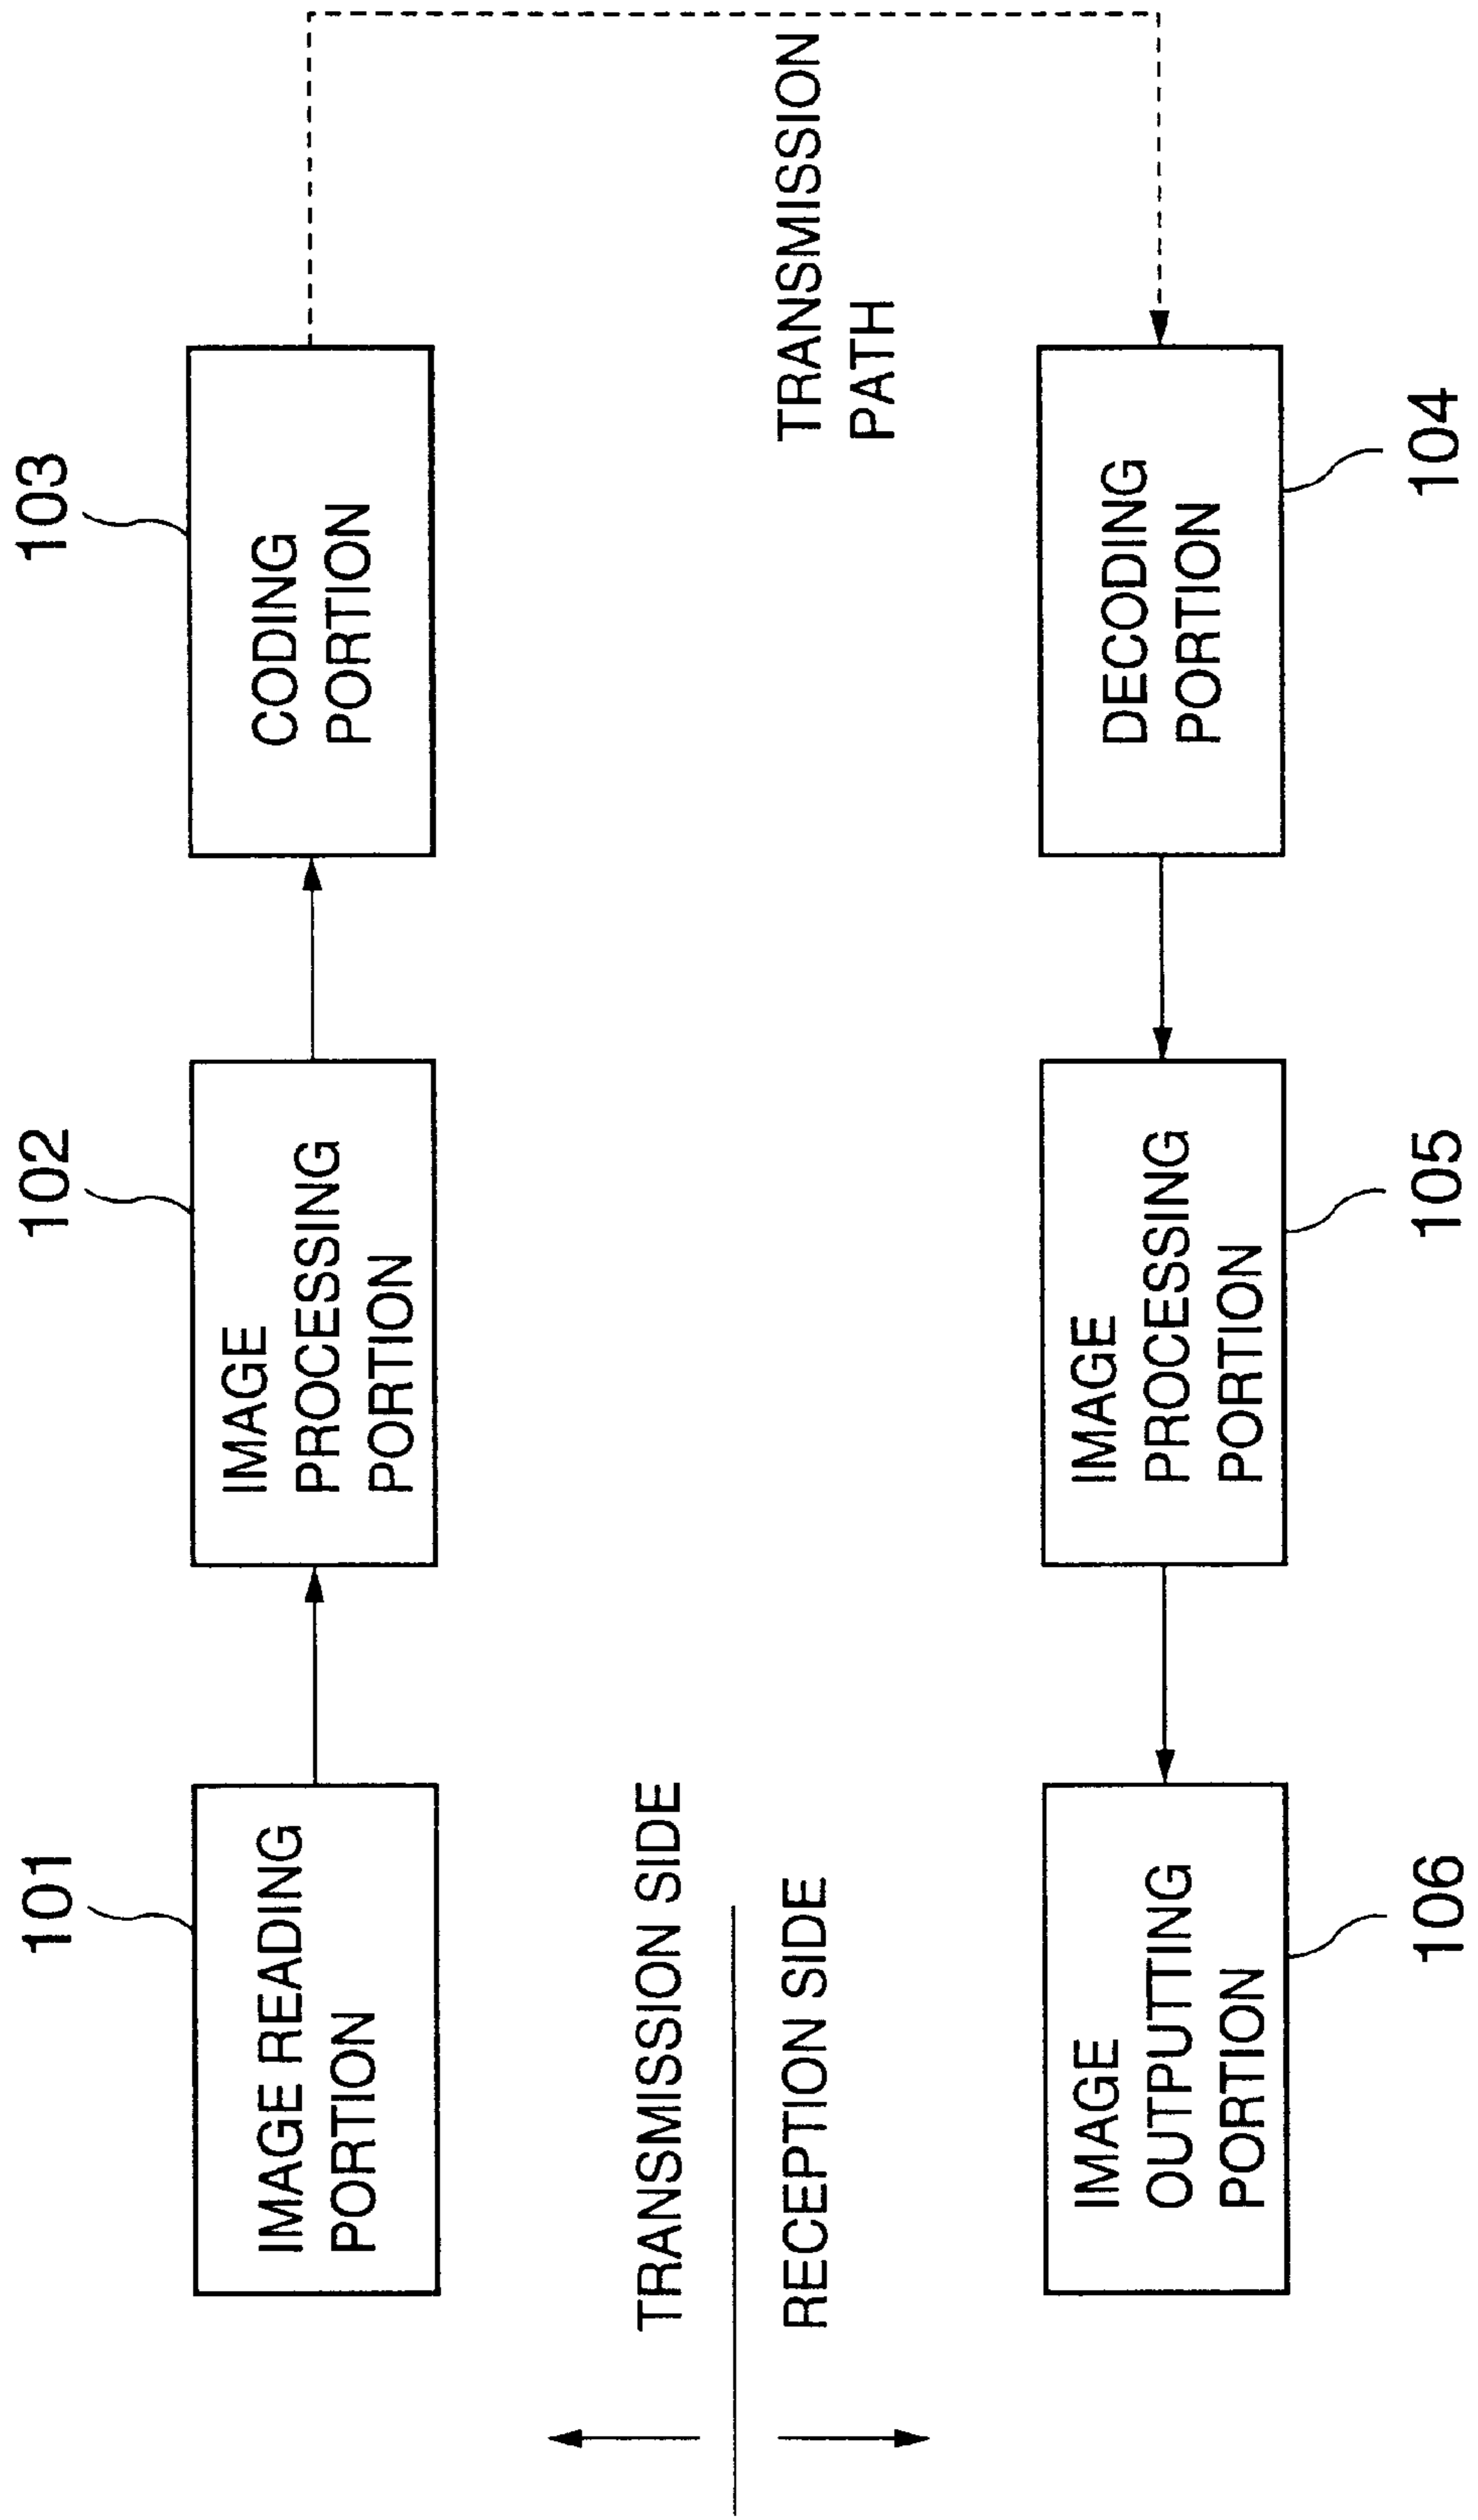 101
IMAGE READING
PORTION
102
IMAGE
PROCESSING
PORTION
103
CODING
PORTION
TRANSMISSION SIDE
RECEPTION SIDE
TRANSMISSION
PATH
IMAGE
OUTPUTTING
PORTION
106
IMAGE
PROCESSING
PORTION
105
DECODING
PORTION
104